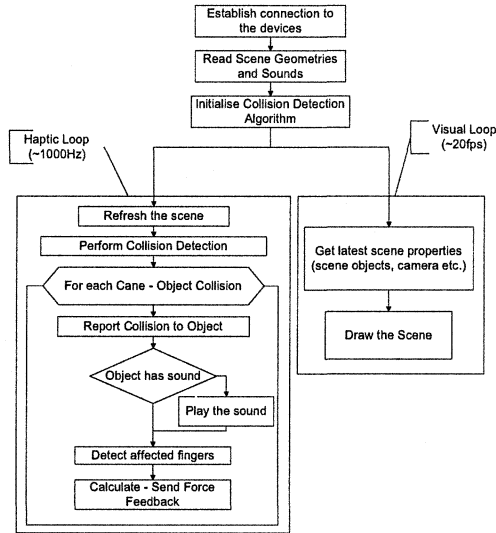 Establish connection to
the devices
Read Scene Geometries
and Sounds
Initialise Collision Detection
Algorithm
Haptic Loop
(~1000Hz)
Visual Loop
(~20fps)
Refresh the scene
Perform Collision Detection
For each Cane - Object Collision
Report Collision to Object
Object has sound
Play the sound
Detect affected fingers
Calculate - Send Force
Feedback
Get latest scene properties
(scene objects, camera etc.)
Draw the Scene